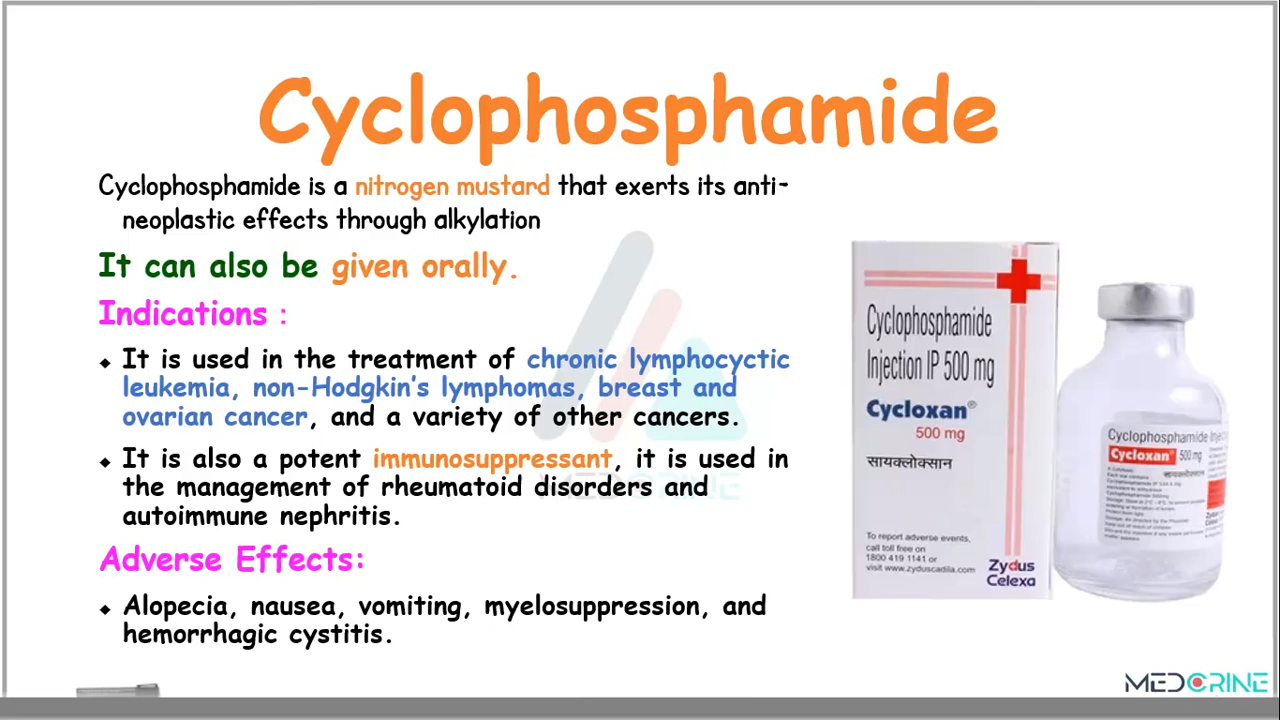 Cyclophosphamide
Cyclophosphamide is a nitrogen mustard that exerts its anti-
neoplastic effects through alkylation
It can also be given orally.
Indications :
It is used in the treatment of chronic lymphocyctic
leukemia, non-Hodgkin's lymphomas, breast and
ovarian cancer, and a variety of other cancers.
It is also a potent immunosuppressant, it is used in
the management of rheumatoid disorders and
autoimmune nephritis.
Adverse Effects:
Alopecia, nausea, vomiting, myelosuppression, and
hemorrhagic cystitis.
Cyclophosphamide
Injection IP 500 mg
Cycloxan®
500 mg
सायक्लोक्सान
To report adverse events,
call toll free on
1800 419 1141 or
visit www.zyduscadila.com
Zydus
Celexa
Cyclophosphamide Injec
Cycloxan® 500 mg
सायक्लोक्सान
MEDCRINE
MEDCRINE